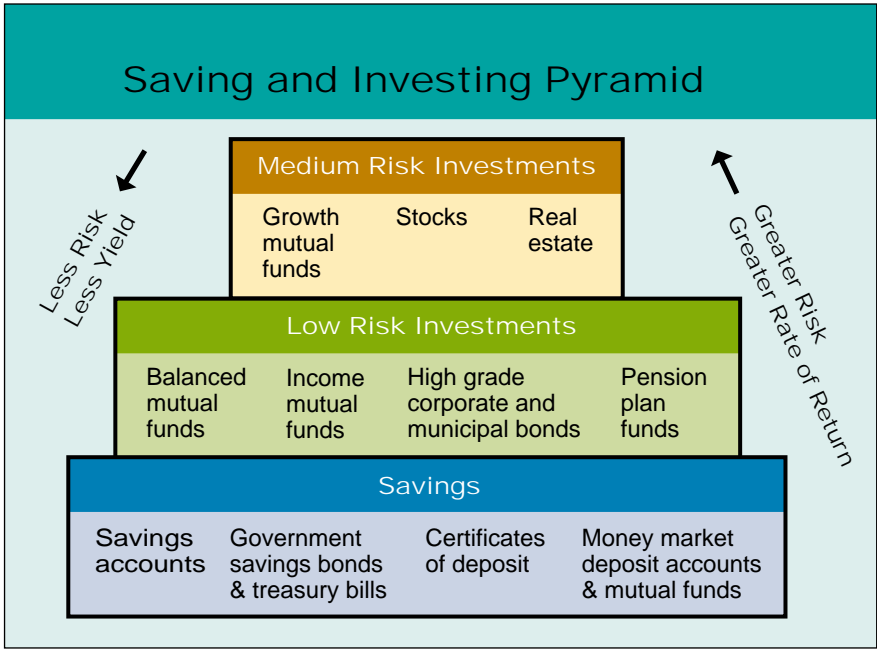 Saving and Investing Pyramid
Less Risk
Less Yield
Greater Risk
Greater Rate of Return
Medium Risk Investments
Growth
mutual
funds
Stocks
Real
estate
Low Risk Investments
Balanced
mutual
funds
Income
mutual
funds
High grade
corporate and
municipal bonds
Pension
plan
funds
Savings
Savings
accounts
Government
savings bonds
& treasury bills
Certificates
of deposit
Money market
deposit accounts
& mutual funds